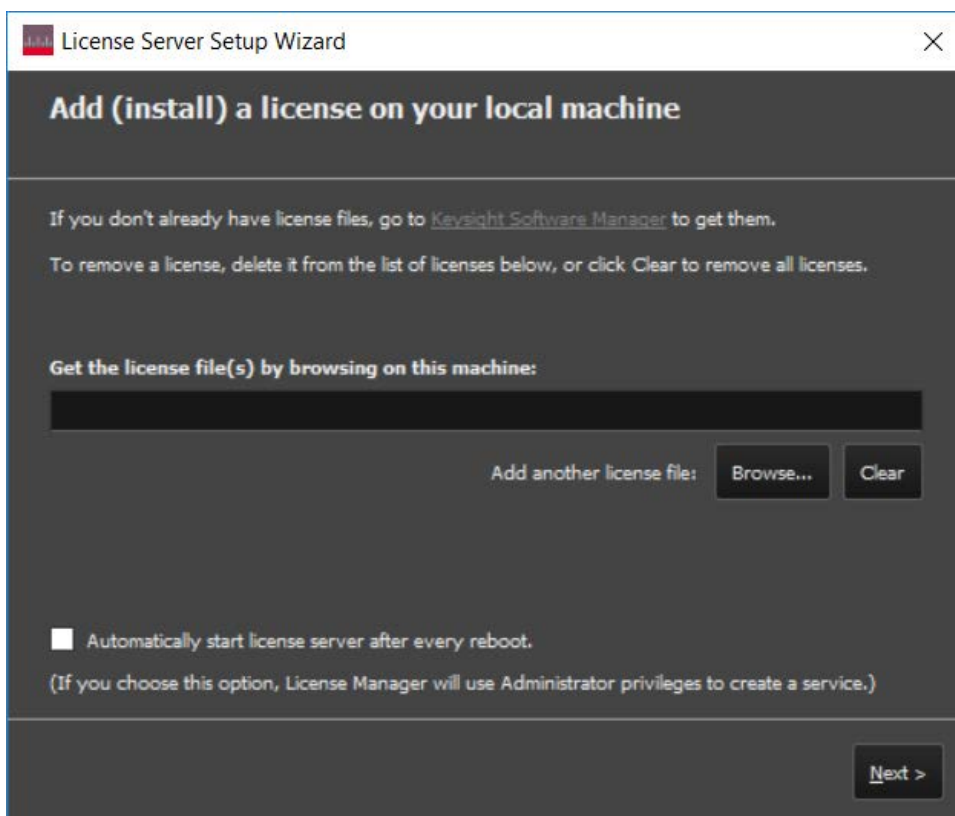 License Server Setup Wizard
Add (install) a license on your local machine
If you don't already have license files, go to Keysight Software Manager to get them.
To remove a license, delete it from the list of licenses below, or click Clear to remove all licenses.
Get the license file(s) by browsing on this machine:
Add another license file: Browse... Clear
Automatically start license server after every reboot.
(If you choose this option, License Manager will use Administrator privileges to create a service.)
Next >